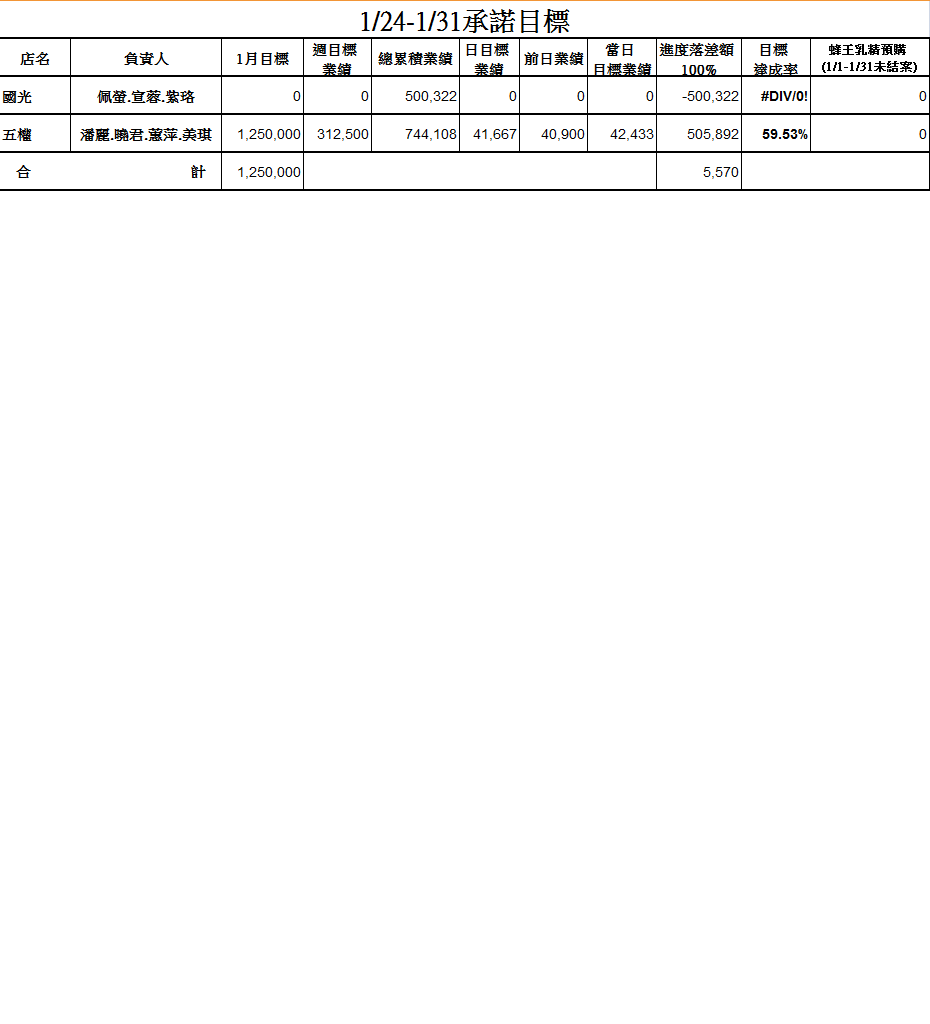 1/24-1/31承諾目標
店名 負責人 1月目標 週目標業績 總累積業績 日目標業績 前日業績 當日目標業績 進度落差額100% 目標達成率 蜂王乳精預購(1/1-1/31未結案)
國光 佩螢.宣蓉.紫珞 0 0 500,322 0 0 0 -500,322 #DIV/0! 0
五權 潘麗.曉君.蕙萍.美琪 1,250,000 312,500 744,108 41,667 40,900 42,433 505,892 59.53% 0
合計 1,250,000 5,570